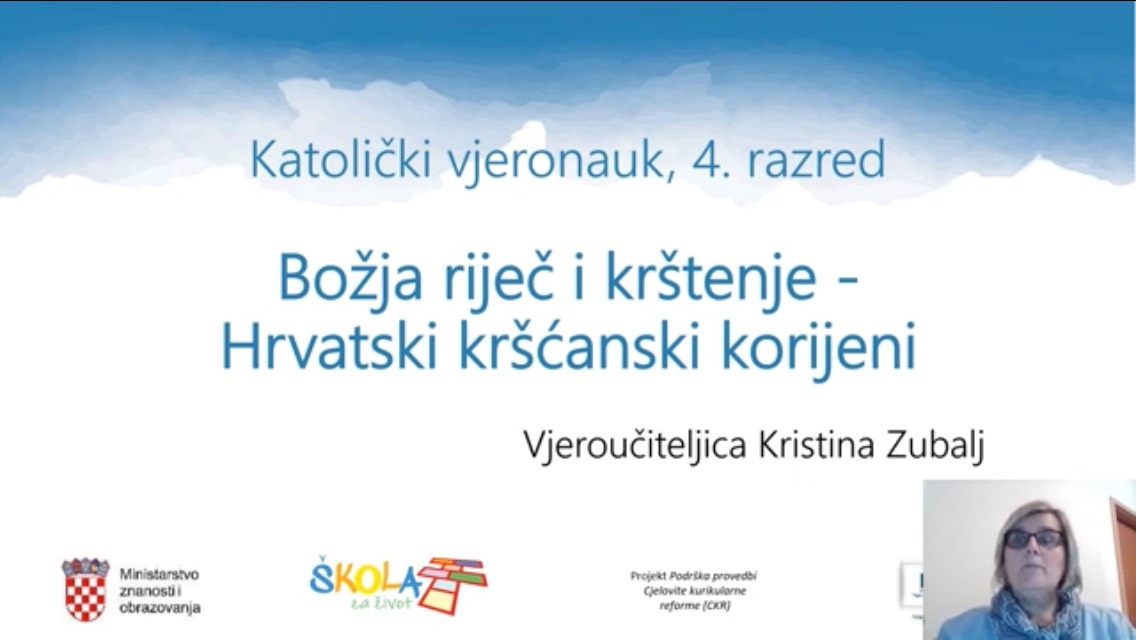 Katolički vjeronauk, 4. razred
Božja riječ i krštenje -
Hrvatski kršćanski korijeni
Vjeroučiteljica Kristina Zubalj
Ministarstvo
znanosti i
obrazovanja
ŠKOLA
za život
Projekt Podrška provedbi
Cjelovite kurikularne
reforme (CKR)